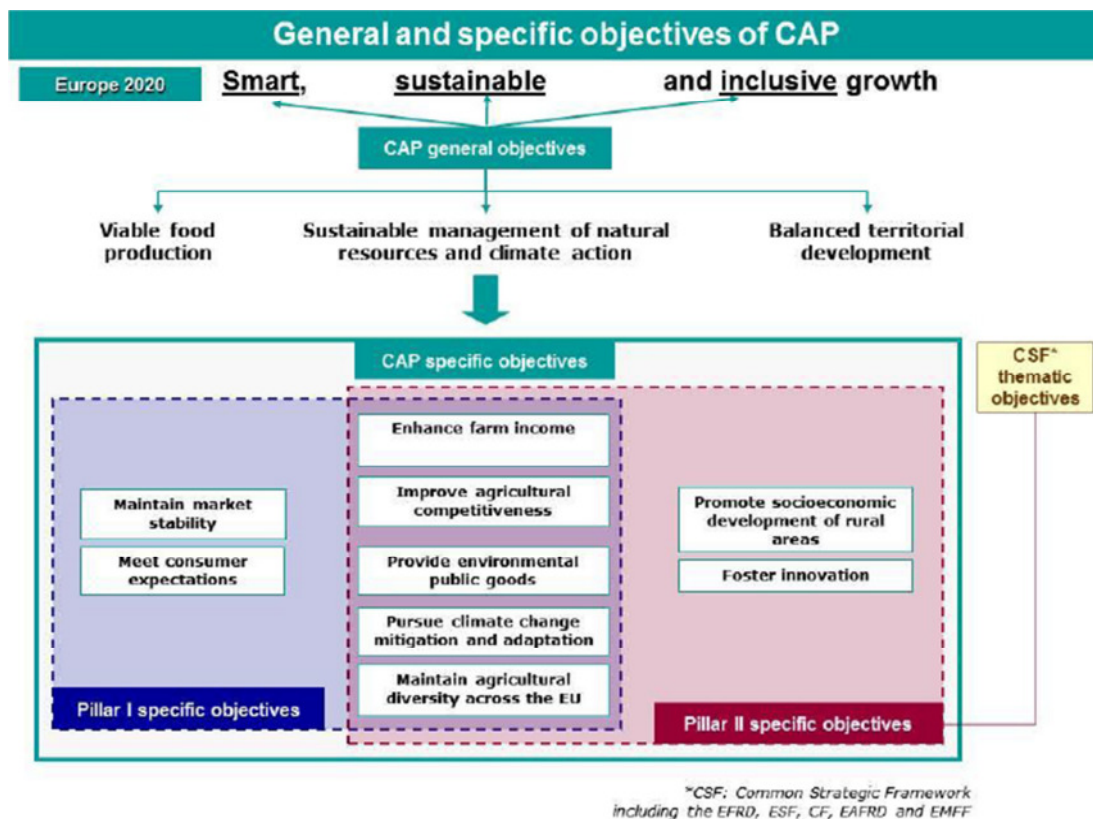 General and specific objectives of CAP
Europe 2020
Smart, sustainable and inclusive growth
CAP general objectives
Viable food
production
Sustainable management of natural
resources and climate action
Balanced territorial
development
CAP specific objectives
CSF*
thematic
objectives
Maintain market
stability
Meet consumer
expectations
Enhance farm income
Improve agricultural
competitiveness
Provide environmental
public goods
Pursue climate change
mitigation and adaptation
Maintain agricultural
diversity across the EU
Promote socioeconomic
development of rural
areas
Foster innovation
Pillar I specific objectives
Pillar II specific objectives
*CSF: Common Strategic Framework
including the EFRD, ESF, CF, EAFRD and EMFF